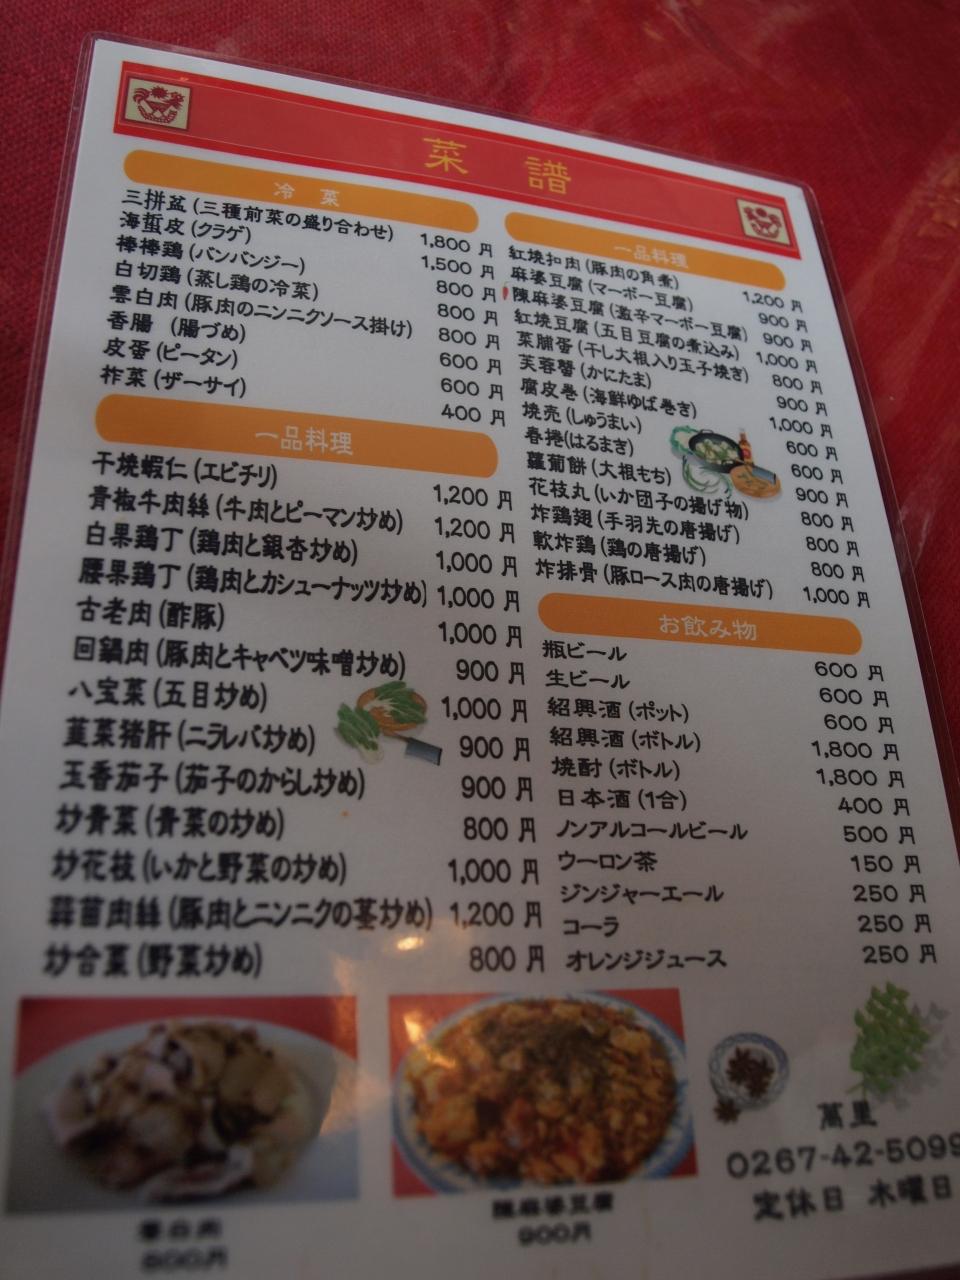 菜 譜
冷 菜
三拼盆 (三種前菜の盛り合わせ) 1,800 円
海蜇皮 (クラゲ) 1,500 円
棒棒鶏 (バンバンジー) 800 円
白切鶏 (蒸し鶏の冷菜) 800 円
雲白肉 (豚肉のニンニクソース掛け) 800 円
香腸 (腸づめ) 600 円
皮蛋 (ピータン) 600 円
柞菜 (ザーサイ) 400 円
一品料理
干焼蝦仁 (エビチリ) 1,200 円
青椒牛肉絲 (牛肉とピーマン炒め) 1,200 円
白果鶏丁 (鶏肉と銀杏炒め) 1,000 円
腰果鶏丁 (鶏肉とカシューナッツ炒め) 1,000 円
古老肉 (酢豚) 1,000 円
回鍋肉 (豚肉とキャベツ味噌炒め) 900 円
八宝菜 (五目炒め) 1,000 円
韮菜猪肝 (ニラレバ炒め) 900 円
玉香茄子 (茄子のからし炒め) 900 円
炒青菜 (青菜の炒め) 800 円
炒花枝 (いかと野菜の炒め) 1,000 円
蒜苗肉絲 (豚肉とニンニクの茎炒め) 1,200 円
炒合菜 (野菜炒め) 800 円
一品料理
紅焼扣肉 (豚肉の角煮) 1,200 円
麻婆豆腐 (マーボー豆腐) 900 円
陳麻婆豆腐 (激辛マーボー豆腐) 900 円
紅焼豆腐 (五目豆腐の煮込み) 1,000 円
菜脯蛋 (干し大根入り玉子焼き) 800 円
芙蓉蟹 (かにたま) 900 円
腐皮巻 (海鮮ゆば巻き) 1,000 円
焼売 (しゅうまい) 600 円
春捲 (はるまき) 600 円
蘿蔔餅 (大根もち) 900 円
花枝丸 (いか団子の揚げ物) 800 円
炸鶏翅 (手羽先の唐揚げ) 800 円
軟炸鶏 (鶏の唐揚げ) 800 円
炸排骨 (豚ロース肉の唐揚げ) 1,000 円
お飲み物
瓶ビール 600 円
生ビール 600 円
紹興酒 (ポット) 600 円
紹興酒 (ボトル) 1,800 円
焼酎 (ボトル) 1,800 円
日本酒 (1合) 400 円
ノンアルコールビール 500 円
ウーロン茶 150 円
ジンジャーエール 250 円
コーラ 250 円
オレンジジュース 250 円
雲白肉
800円
陳麻婆豆腐
900円
萬里
0267-42-5099
定休日 木曜日